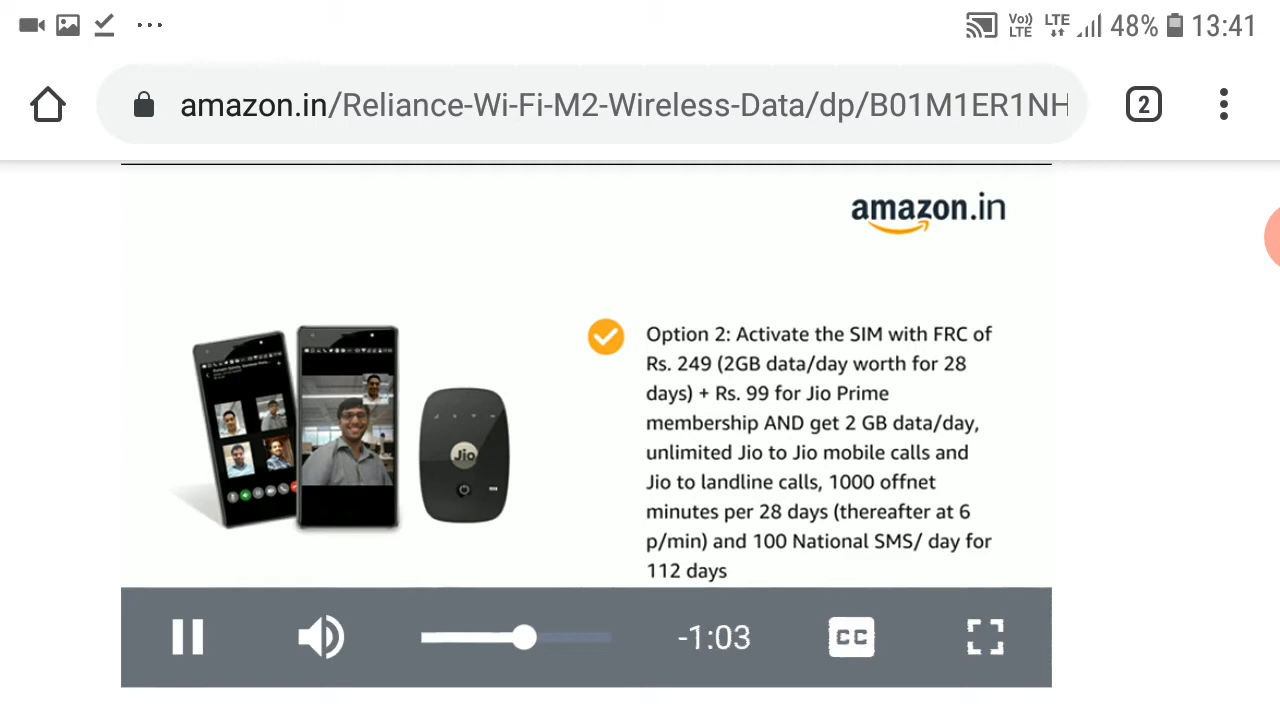 Vo)) LTE
LTE
48%
13:41
amazon.in/Reliance-Wi-Fi-M2-Wireless-Data/dp/B01M1ER1NH
2
amazon.in
Option 2: Activate the SIM with FRC of
Rs. 249 (2GB data/day worth for 28
days) + Rs. 99 for Jio Prime
membership AND get 2 GB data/day,
unlimited Jio to Jio mobile calls and
Jio to landline calls, 1000 offnet
minutes per 28 days (thereafter at 6
p/min) and 100 National SMS/ day for
112 days
Jio
-1:03
CC